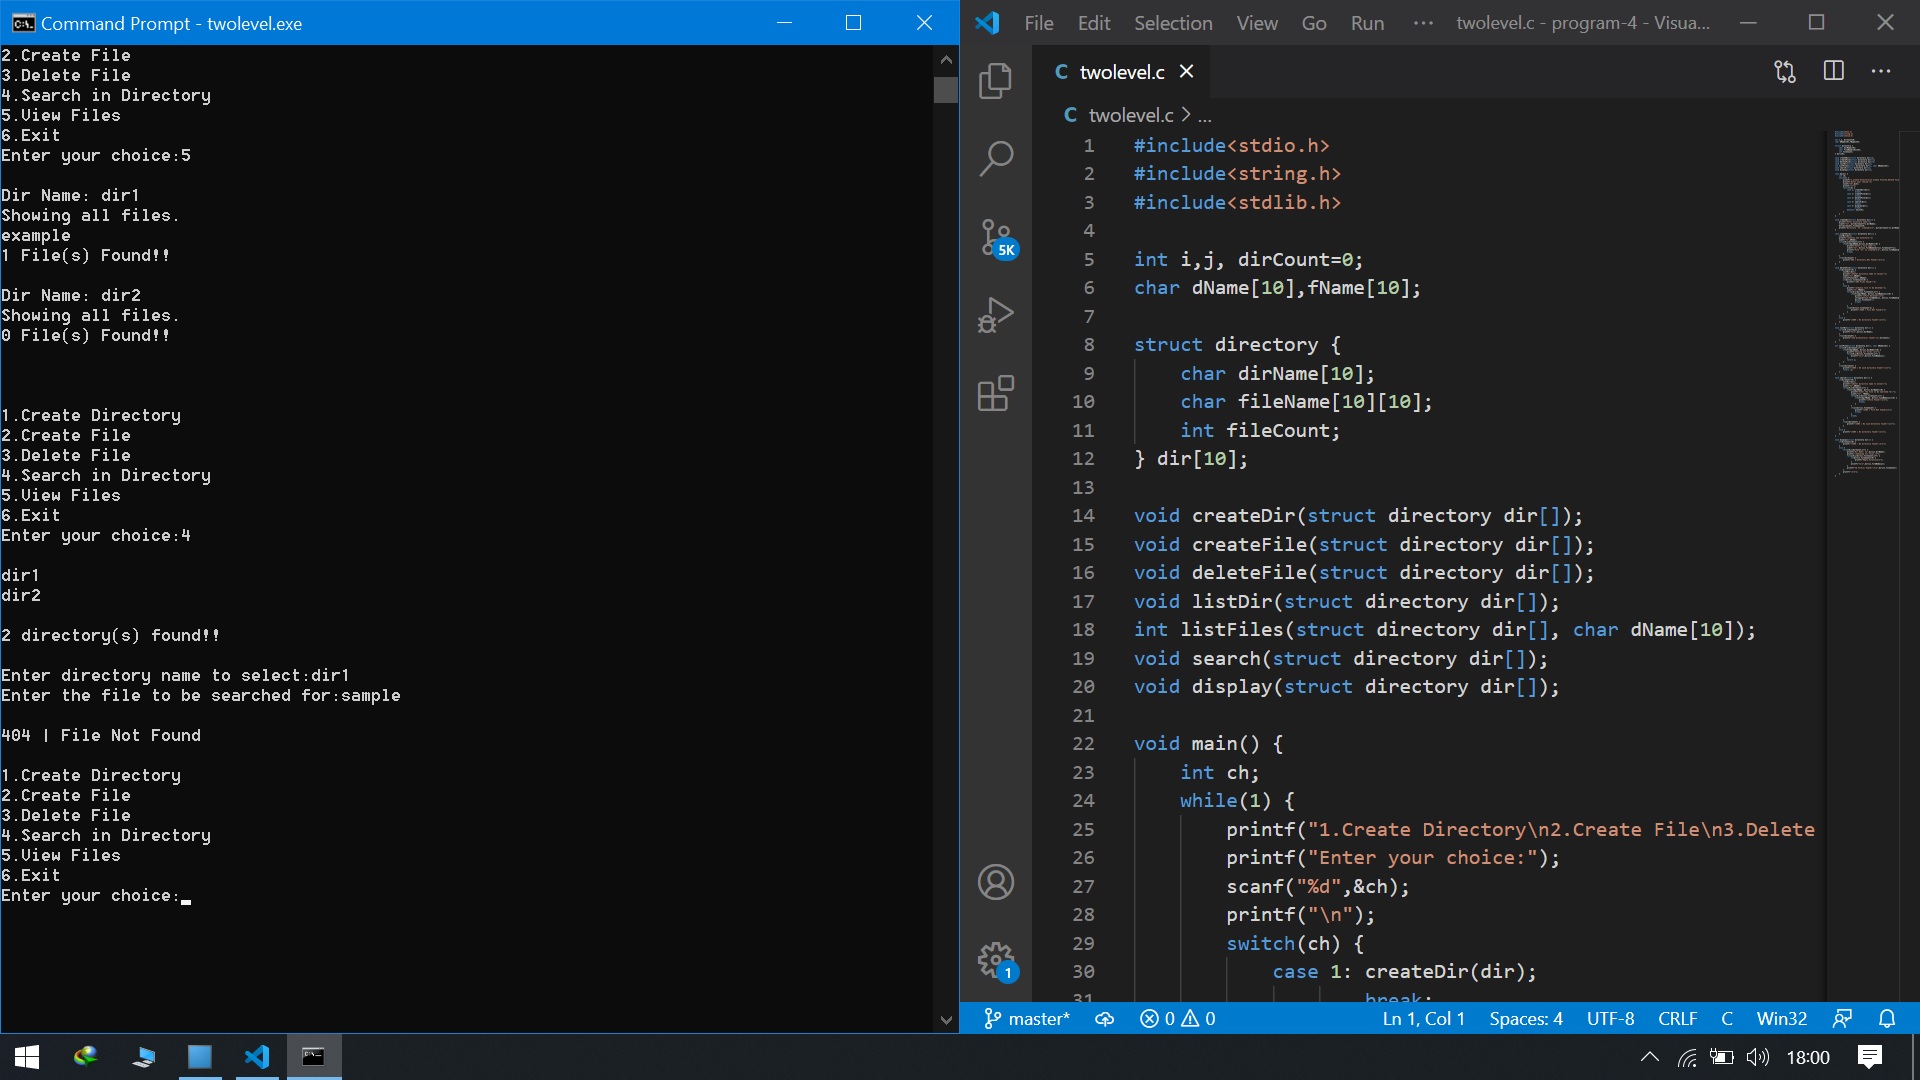 Command Prompt - twolevel.exe
2.Create File
3.Delete File
4.Search in Directory
5.View Files
6.Exit
Enter your choice:5
Dir Name: dir1
Showing all files.
example
1 File(s) Found!!
Dir Name: dir2
Showing all files.
0 File(s) Found!!
1.Create Directory
2.Create File
3.Delete File
4.Search in Directory
5.View Files
6.Exit
Enter your choice:4
dir1
dir2
2 directory(s) found!!
Enter directory name to select:dir1
Enter the file to be searched for:sample
404 | File Not Found
1.Create Directory
2.Create File
3.Delete File
4.Search in Directory
5.View Files
6.Exit
Enter your choice:
File Edit Selection View Go Run ··· twolevel.c - program-4 - Visua...
C twolevel.c
C twolevel.c > ...
5K
1
1 #include<stdio.h>
2 #include<string.h>
3 #include<stdlib.h>
4
5 int i,j, dirCount=0;
6 char dName[10],fName[10];
7
8 struct directory {
9 char dirName[10];
10 char fileName[10][10];
11 int fileCount;
12 } dir[10];
13
14 void createDir(struct directory dir[]);
15 void createFile(struct directory dir[]);
16 void deleteFile(struct directory dir[]);
17 void listDir(struct directory dir[]);
18 int listFiles(struct directory dir[], char dName[10]);
19 void search(struct directory dir[]);
20 void display(struct directory dir[]);
21
22 void main() {
23 int ch;
24 while(1) {
25 printf("1.Create Directory\n2.Create File\n3.Delete
26 printf("Enter your choice:");
27 scanf("%d",&ch);
28 printf("\n");
29 switch(ch) {
30 case 1: createDir(dir);
31 break;
master* 0 0 Ln 1, Col 1 Spaces: 4 UTF-8 CRLF C Win32
18:00